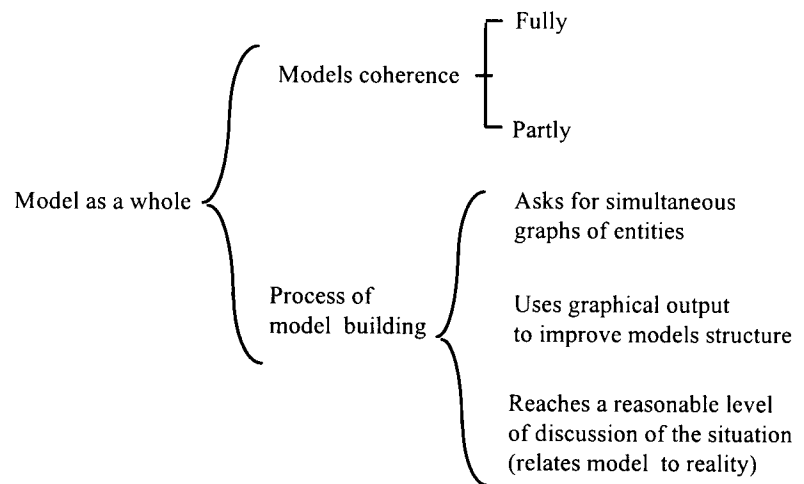 Model as a whole
Models coherence
Fully
Partly
Process of
model building
Asks for simultaneous
graphs of entities
Uses graphical output
to improve models structure
Reaches a reasonable level
of discussion of the situation
(relates model to reality)